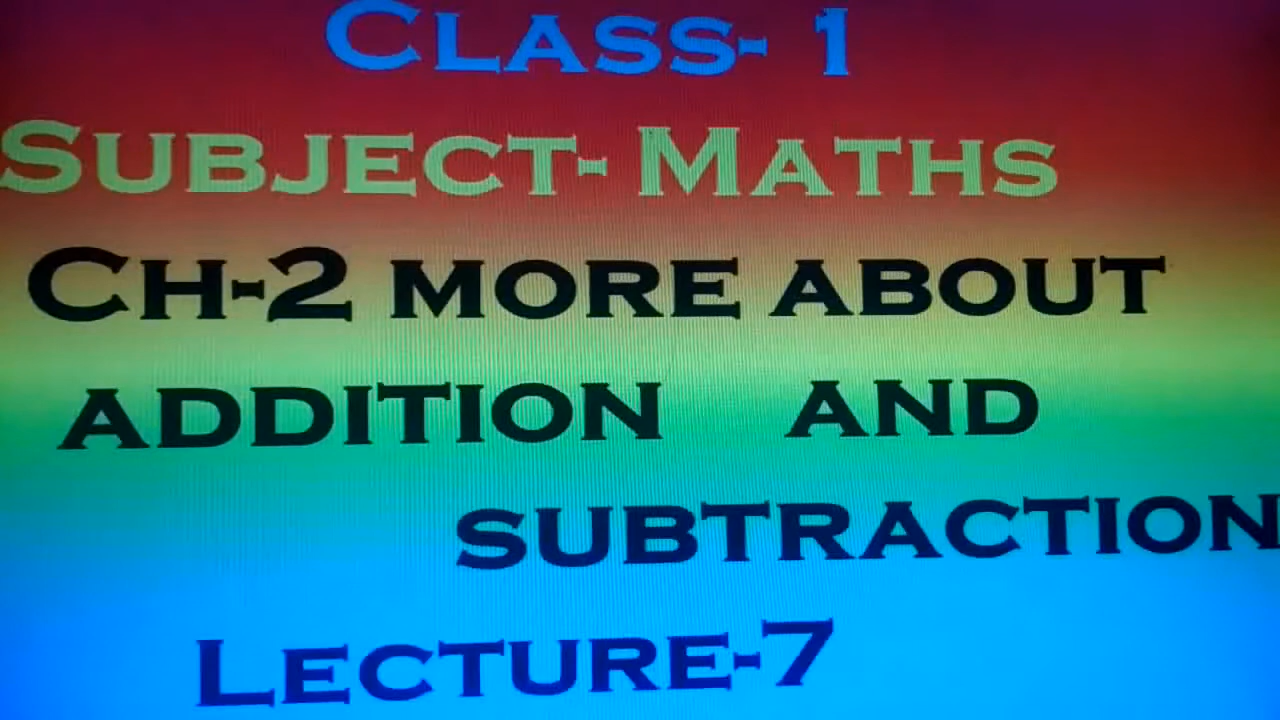 Class- 1
Subject- Maths
Ch-2 more about
addition and
subtraction
Lecture-7